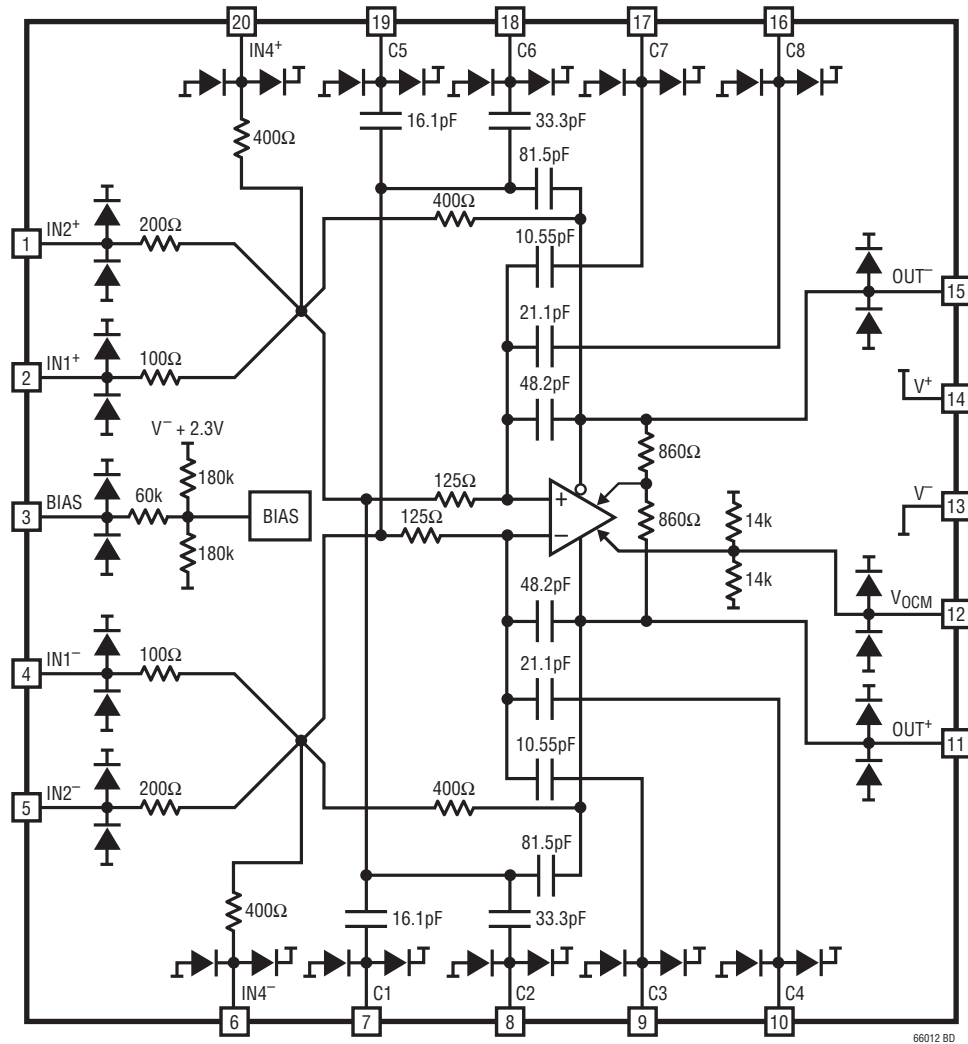 20 19 18 17 16
IN4+ C5 C6 C7 C8
16.1pF 33.3pF
400Ω
81.5pF
400Ω
1 IN2+ 200Ω
10.55pF
OUT− 15
21.1pF
2 IN1+ 100Ω
48.2pF
V+ 14
V− + 2.3V
860Ω
180k
125Ω
3 BIAS 60k BIAS
+
V− 13
125Ω
860Ω
14k
−
180k
48.2pF
14k
VOCM 12
4 IN1− 100Ω
21.1pF
OUT+ 11
10.55pF
5 IN2− 200Ω
400Ω
81.5pF
400Ω
16.1pF 33.3pF
IN4− C1 C2 C3 C4
6 7 8 9 10
66012 BD